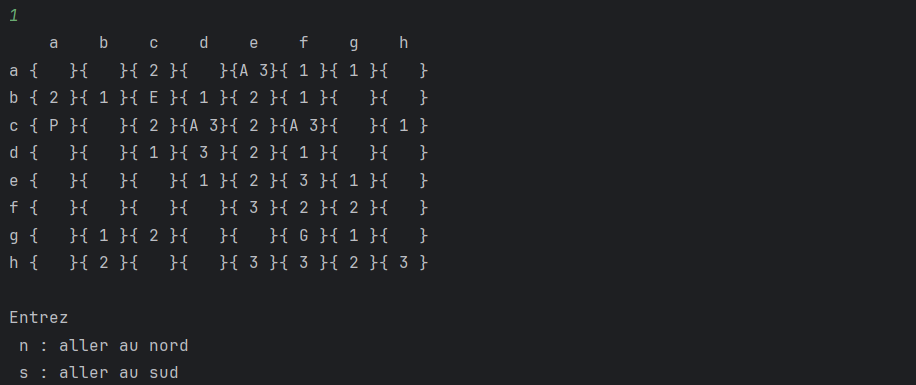 1
    a    b    c    d    e    f    g    h
a {   }{   }{ 2 }{   }{A 3}{ 1 }{ 1 }{   }
b { 2 }{ 1 }{ E }{ 1 }{ 2 }{ 1 }{   }{   }
c { P }{   }{ 2 }{A 3}{ 2 }{A 3}{   }{ 1 }
d {   }{   }{ 1 }{ 3 }{ 2 }{ 1 }{   }{   }
e {   }{   }{   }{ 1 }{ 2 }{ 3 }{ 1 }{   }
f {   }{   }{   }{   }{ 3 }{ 2 }{ 2 }{   }
g {   }{ 1 }{ 2 }{   }{   }{ G }{ 1 }{   }
h {   }{ 2 }{   }{   }{ 3 }{ 3 }{ 2 }{ 3 }
Entrez
 n : aller au nord
 s : aller au sud